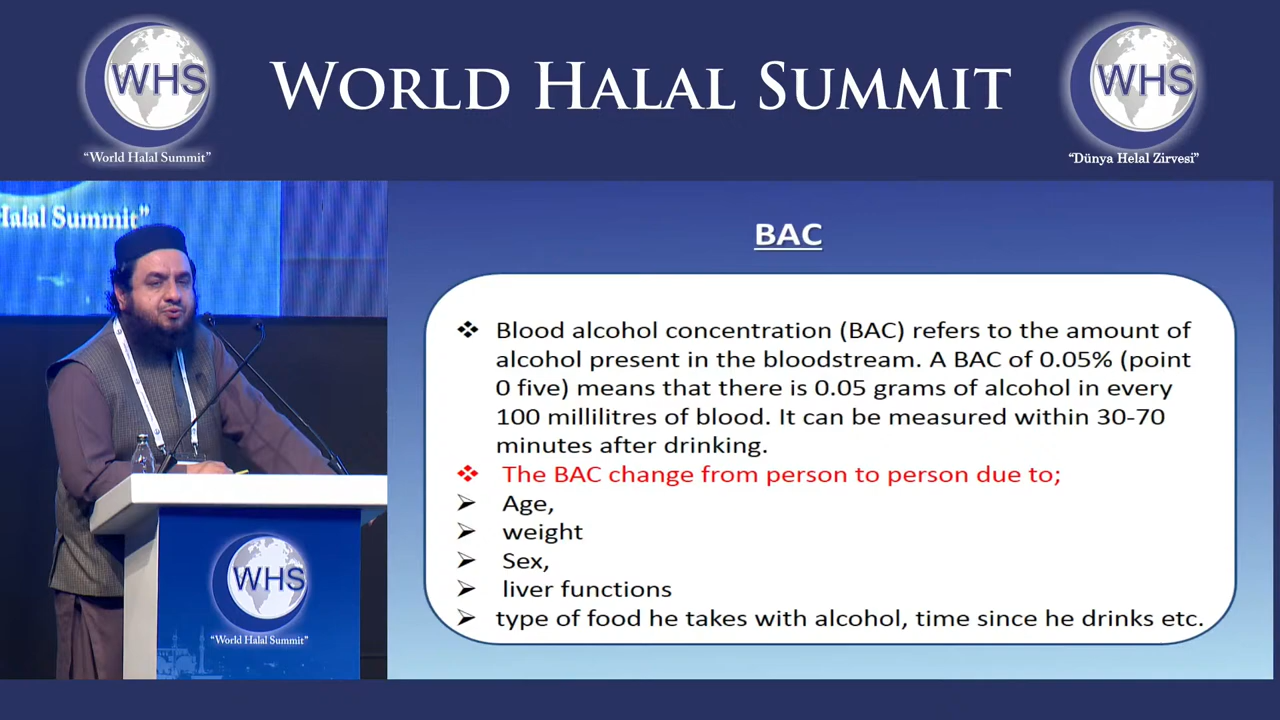 WHS
"World Halal Summit"
WORLD HALAL SUMMIT
WHS
"Dünya Helal Zirvesi"
Halal Summit"
BAC
Blood alcohol concentration (BAC) refers to the amount of
alcohol present in the bloodstream. A BAC of 0.05% (point
0 five) means that there is 0.05 grams of alcohol in every
100 millilitres of blood. It can be measured within 30-70
minutes after drinking.
The BAC change from person to person due to;
Age,
weight
Sex,
liver functions
type of food he takes with alcohol, time since he drinks etc.
WHS
"World Halal Summit"